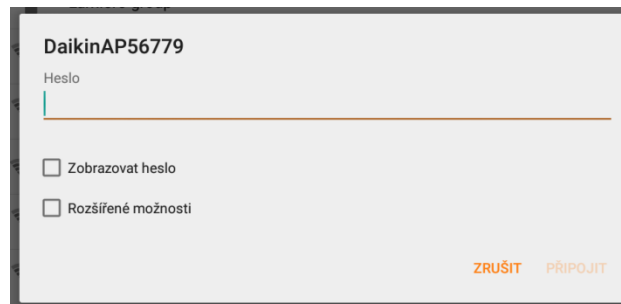 DaikinAP56779
Heslo
Zobrazovat heslo
Rozšířené možnosti
ZRUŠIT PŘIPOJIT